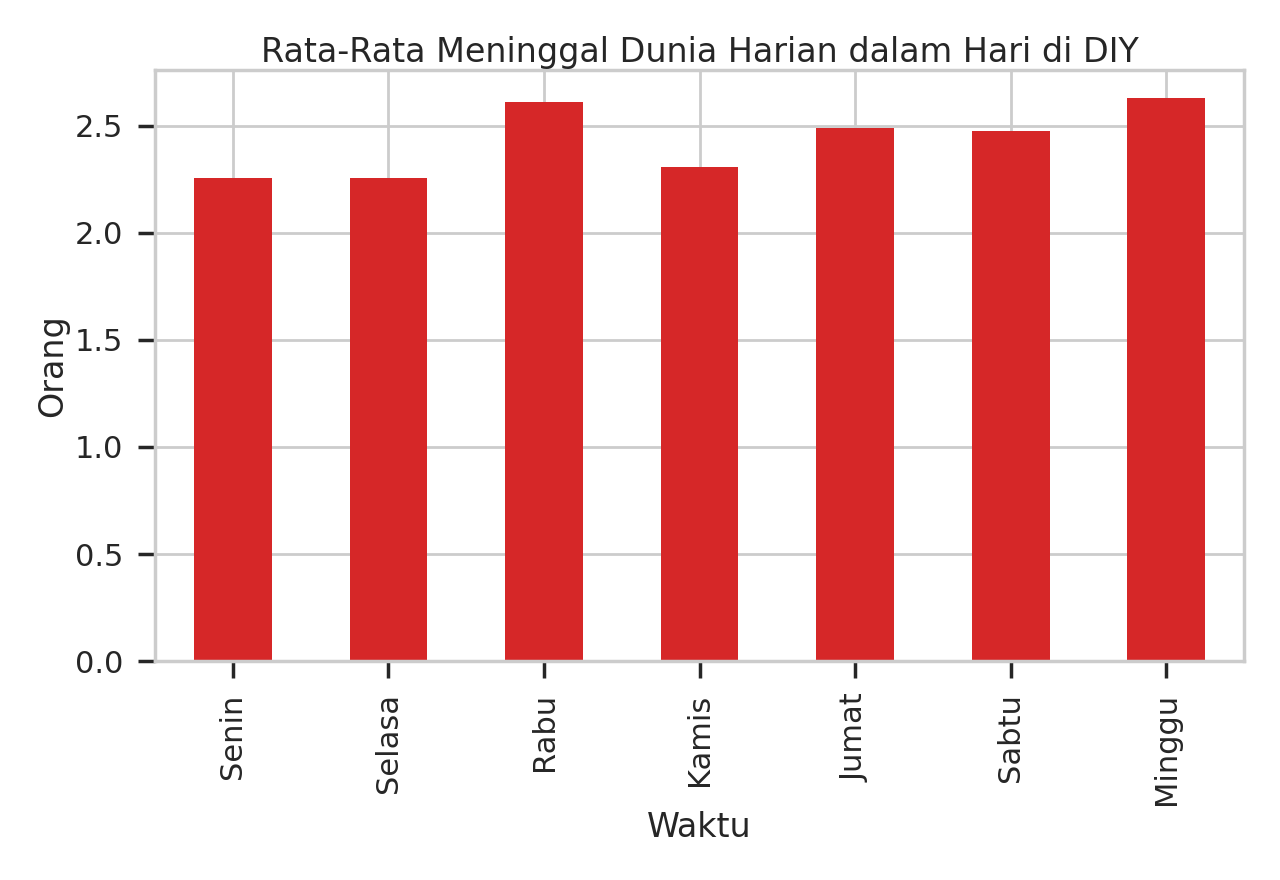 Rata-Rata Meninggal Dunia Harian dalam Hari di DIY
Orang
2.5
2.0
1.5
1.0
0.5
0.0
Senin
Selasa
Rabu
Kamis
Jumat
Sabtu
Minggu
Waktu